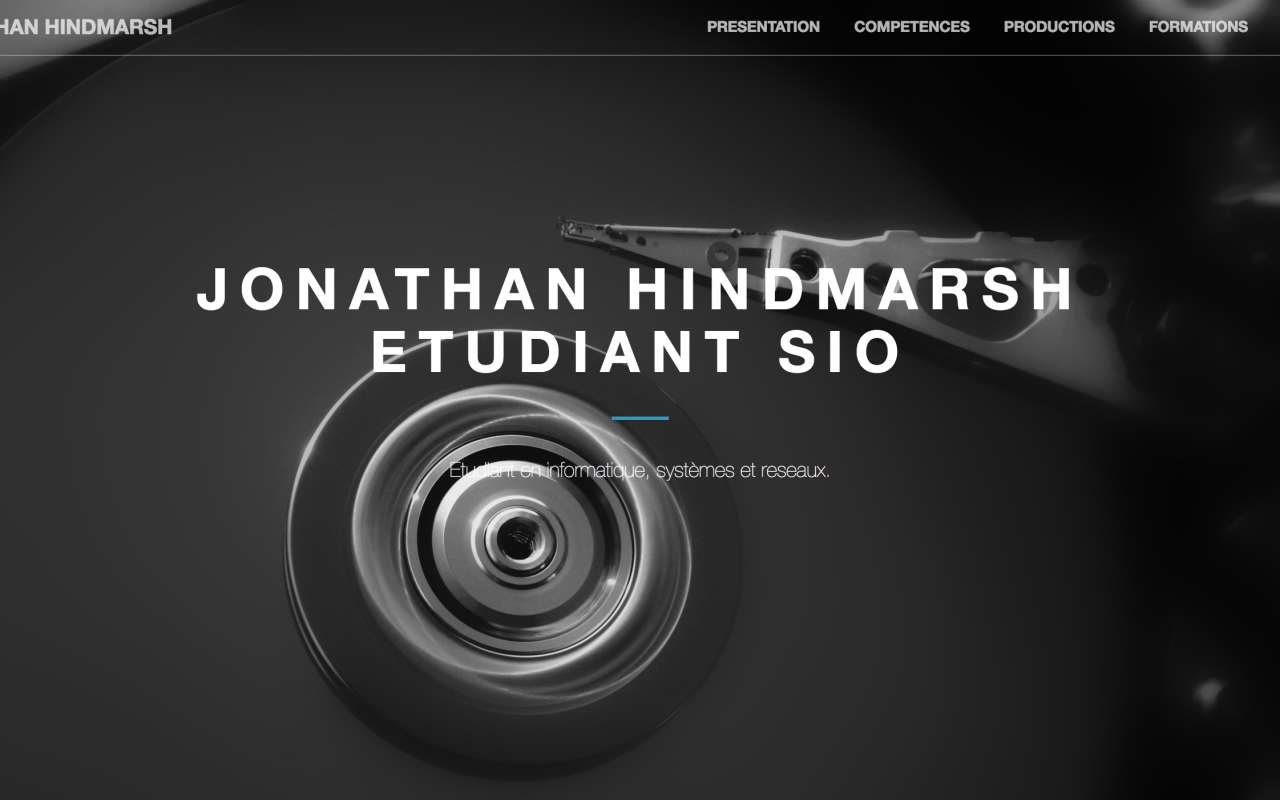 HAN HINDMARSH
PRESENTATION COMPETENCES PRODUCTIONS FORMATIONS
JONATHAN HINDMARSH
ETUDIANT SIO
Etudiant en informatique, systèmes et reseaux.